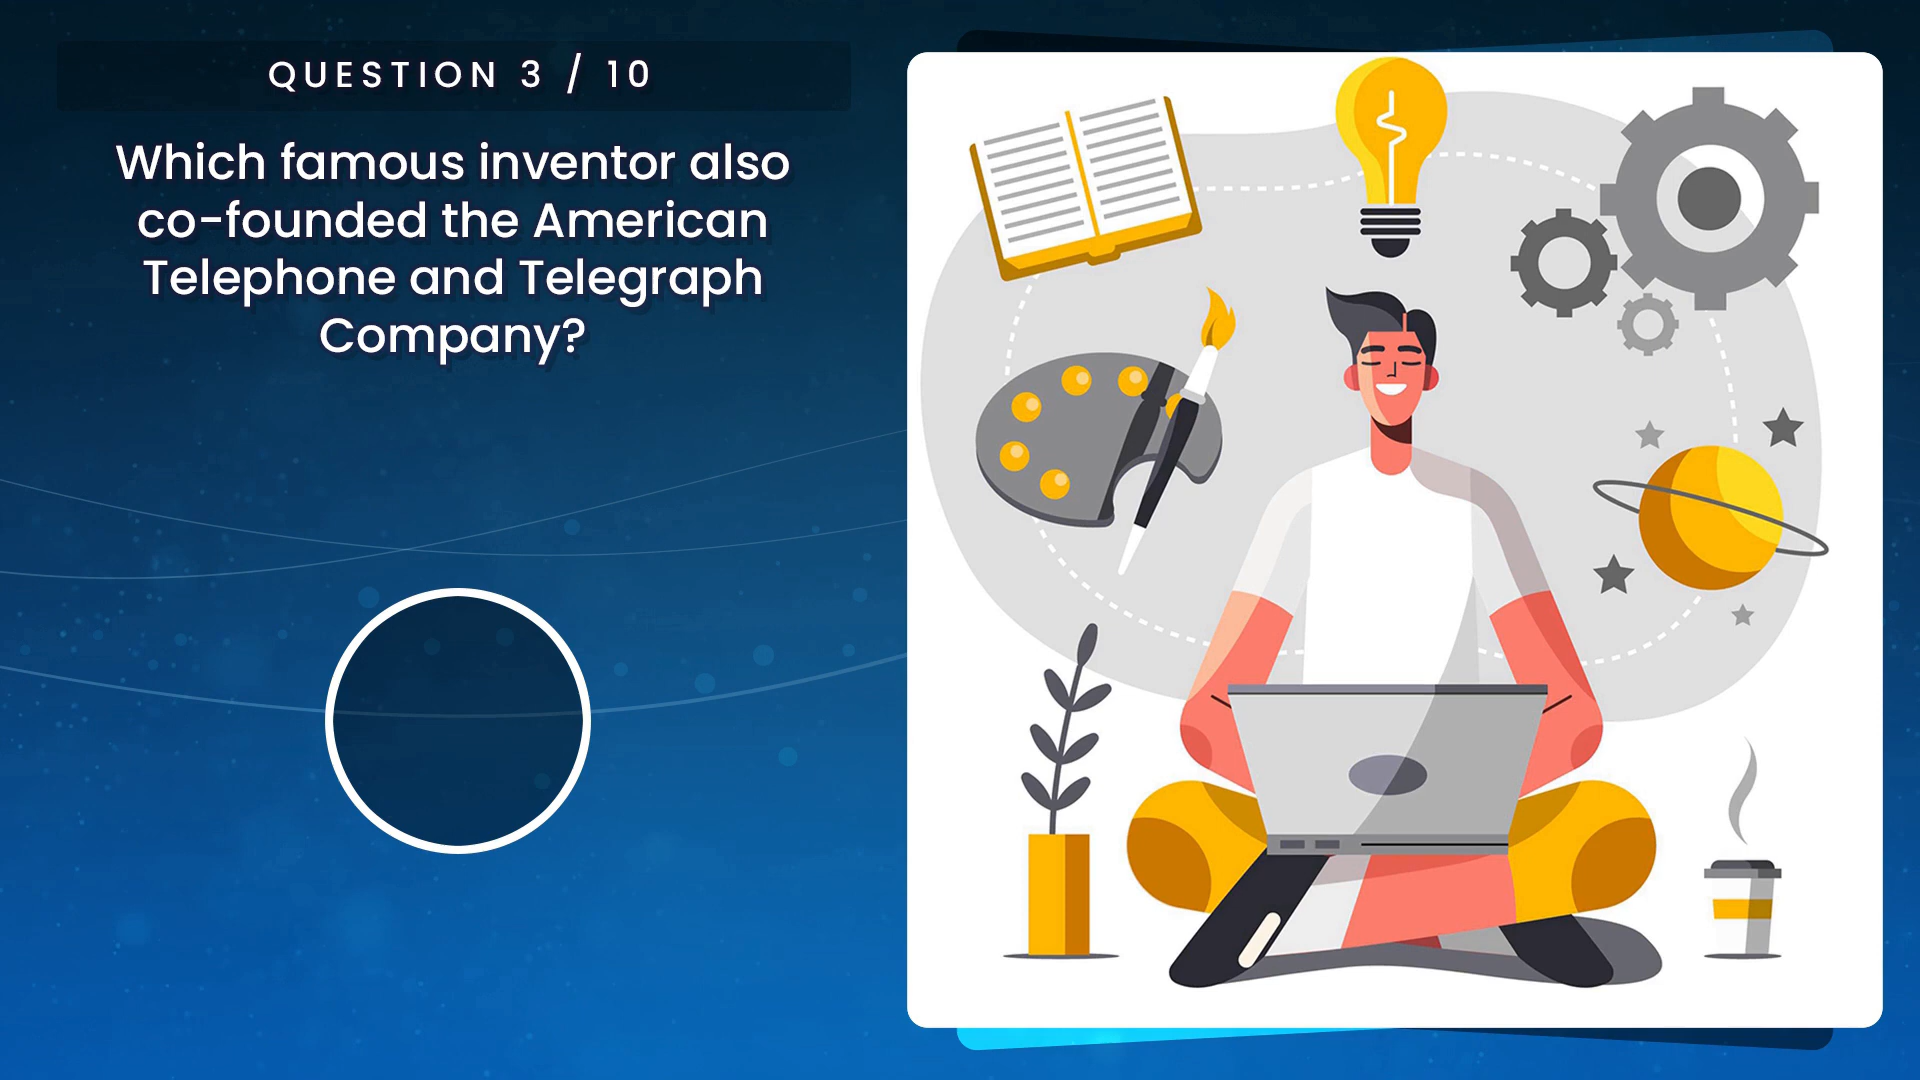 QUESTION 3 / 10
Which famous inventor also
co-founded the American
Telephone and Telegraph
Company?